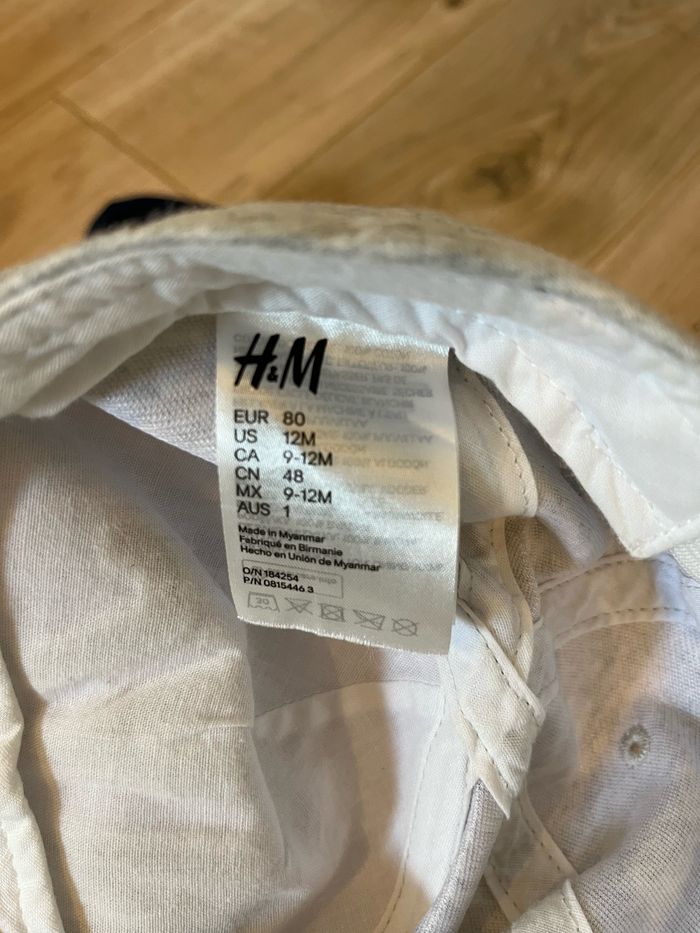 H&M
EUR 80
US 12M
CA 9-12M
CN 48
MX 9-12M
AUS 1
Made in Myanmar
Fabriqué en Birmanie
Hecho en Unión de Myanmar
O/N 184254
P/N 0815446 3
30